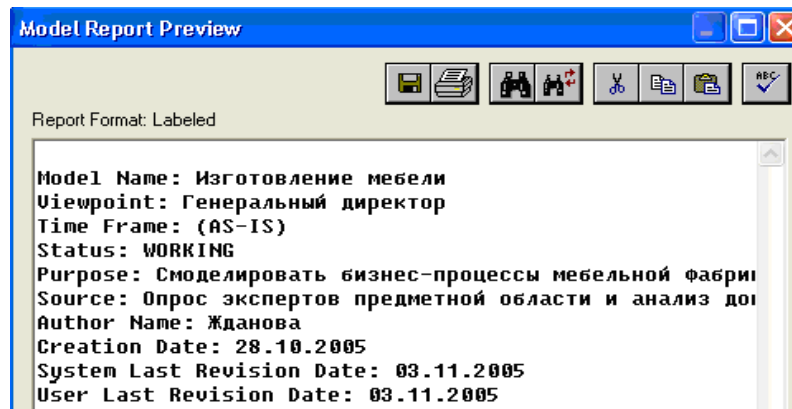 Model Report Preview
ABC
Report Format: Labeled
Model Name: Изготовление мебели
Viewpoint: Генеральный директор
Time Frame: (AS-IS)
Status: WORKING
Purpose: Смоделировать бизнес-процессы мебельной
Source: Опрос экспертов предметной области и анализ
Author Name: Жданова
Creation Date: 28.10.2005
System Last Revision Date: 03.11.2005
User Last Revision Date: 03.11.2005